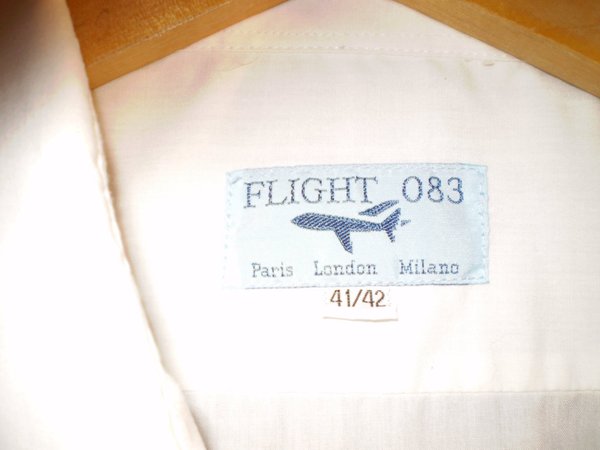 FLIGHT 083
Paris London Milano
41/42